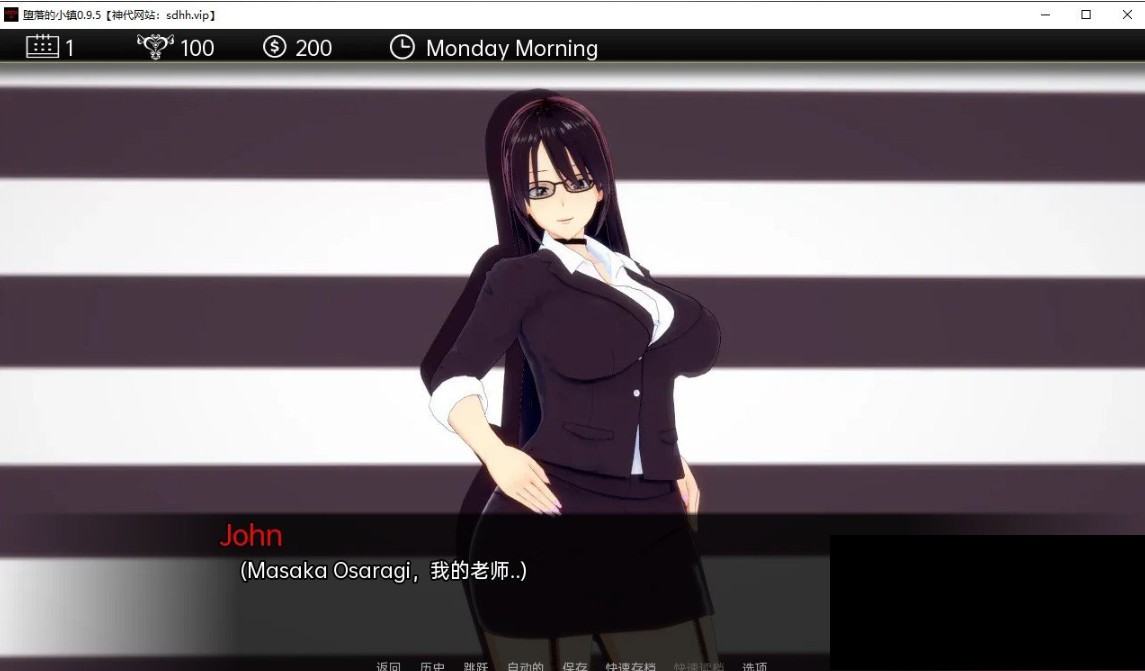 堕落的小镇0.9.5【神代网站：sdhh.vip】
1 100 200 Monday Morning
John
(Masaka Osaragi，我的老师..)
返回 历史 跳跃 自动的 保存 快速存档 快速读档 选项